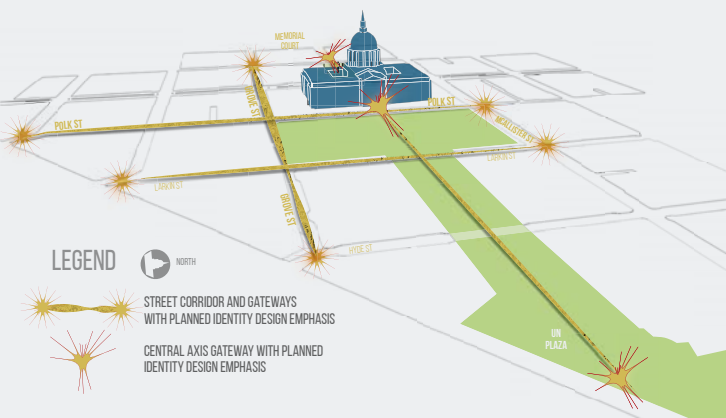 MEMORIAL
COURT
POLK ST
GROVE ST
POLK ST
MCALLISTER ST
LARKIN ST
LARKIN ST
GROVE ST
HYDE ST
LEGEND
NORTH
STREET CORRIDOR AND GATEWAYS
WITH PLANNED IDENTITY DESIGN EMPHASIS
CENTRAL AXIS GATEWAY WITH PLANNED
IDENTITY DESIGN EMPHASIS
UN
PLAZA